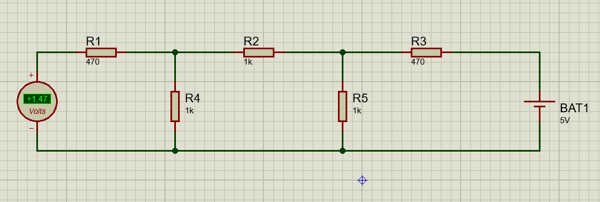 R1
470
R2
1k
R3
470
+
+1.47
Volts
−
R4
1k
R5
1k
BAT1
5V